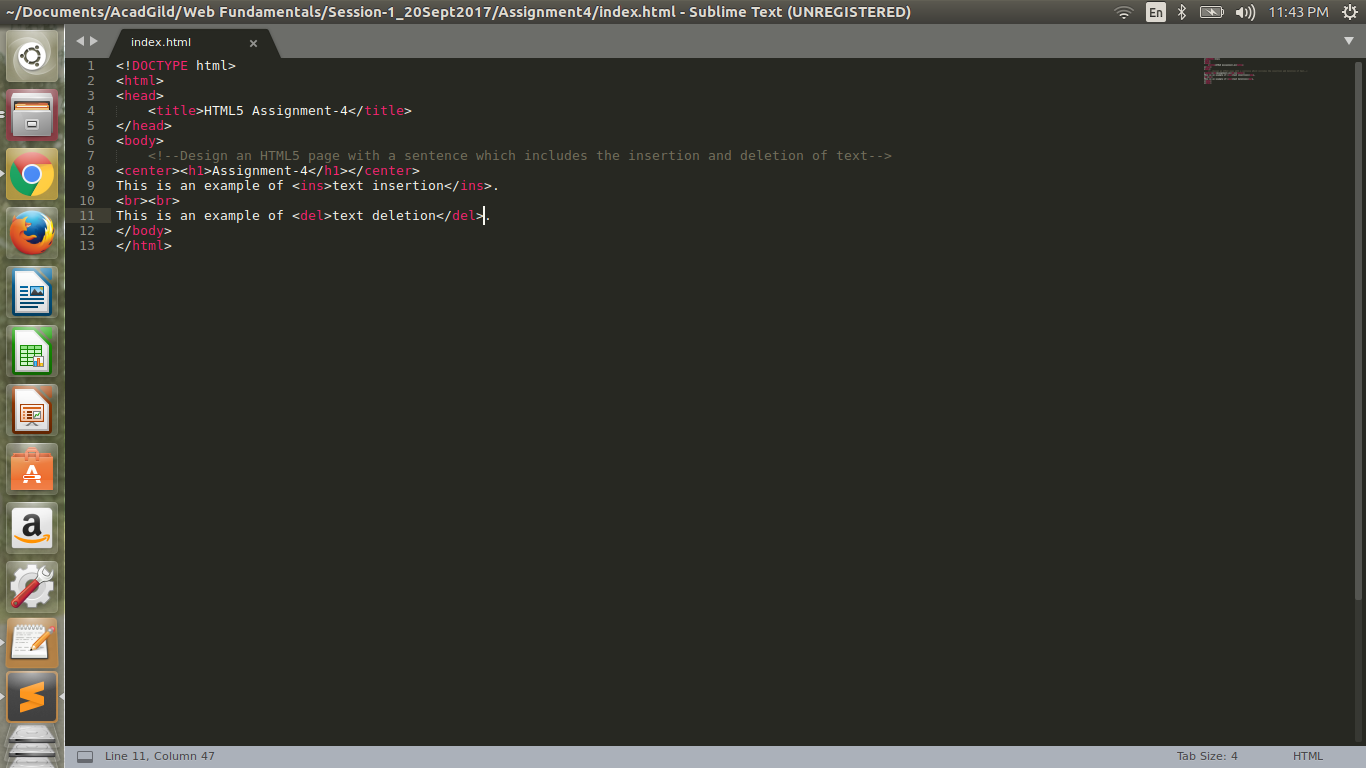 ~/Documents/AcadGild/Web Fundamentals/Session-1_20Sept2017/Assignment4/index.html - Sublime Text (UNREGISTERED)
En
11:43 PM
index.html
1 <!DOCTYPE html>
2 <html>
3 <head>
4     <title>HTML5 Assignment-4</title>
5 </head>
6 <body>
7     <!--Design an HTML5 page with a sentence which includes the insertion and deletion of text-->
8 <center><h1>Assignment-4</h1></center>
9 This is an example of <ins>text insertion</ins>.
10 <br><br>
11 This is an example of <del>text deletion</del>.
12 </body>
13 </html>
Line 11, Column 47
Tab Size: 4
HTML